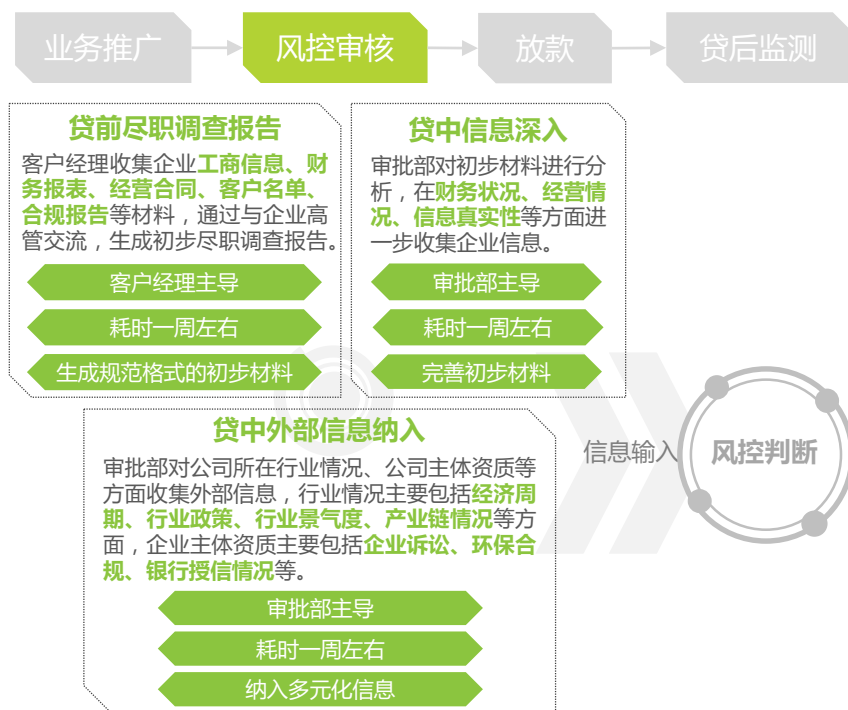 业务推广
风控审核
放款
贷后监测
贷前尽职调查报告
客户经理收集企业工商信息、财
务报表、经营合同、客户名单、
合规报告等材料，通过与企业高
管交流，生成初步尽职调查报告。
客户经理主导
耗时一周左右
生成规范格式的初步材料
贷中信息深入
审批部对初步材料进行分
析，在财务状况、经营情
况、信息真实性等方面进
一步收集企业信息。
审批部主导
耗时一周左右
完善初步材料
贷中外部信息纳入
审批部对公司所在行业情况、公司主体资质等
方面收集外部信息，行业情况主要包括经济周
期、行业政策、行业景气度、产业链情况等方
面，企业主体资质主要包括企业诉讼、环保合
规、银行授信情况等。
审批部主导
耗时一周左右
纳入多元化信息
信息输入
风控判断